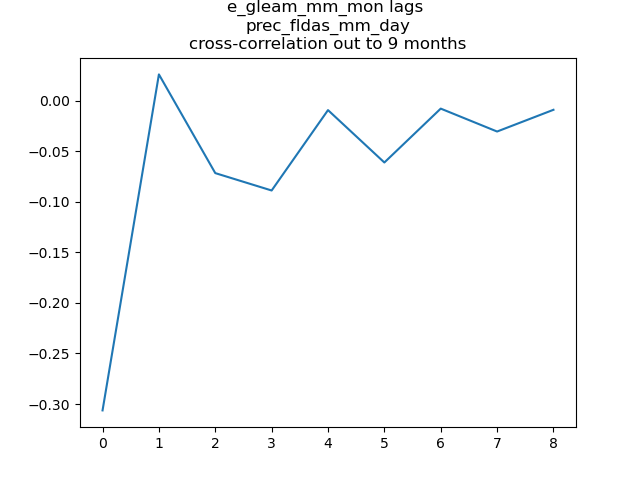 e_gleam_mm_mon lags
prec_fldas_mm_day
cross-correlation out to 9 months
0.00
−0.05
−0.10
−0.15
−0.20
−0.25
−0.30
0 1 2 3 4 5 6 7 8